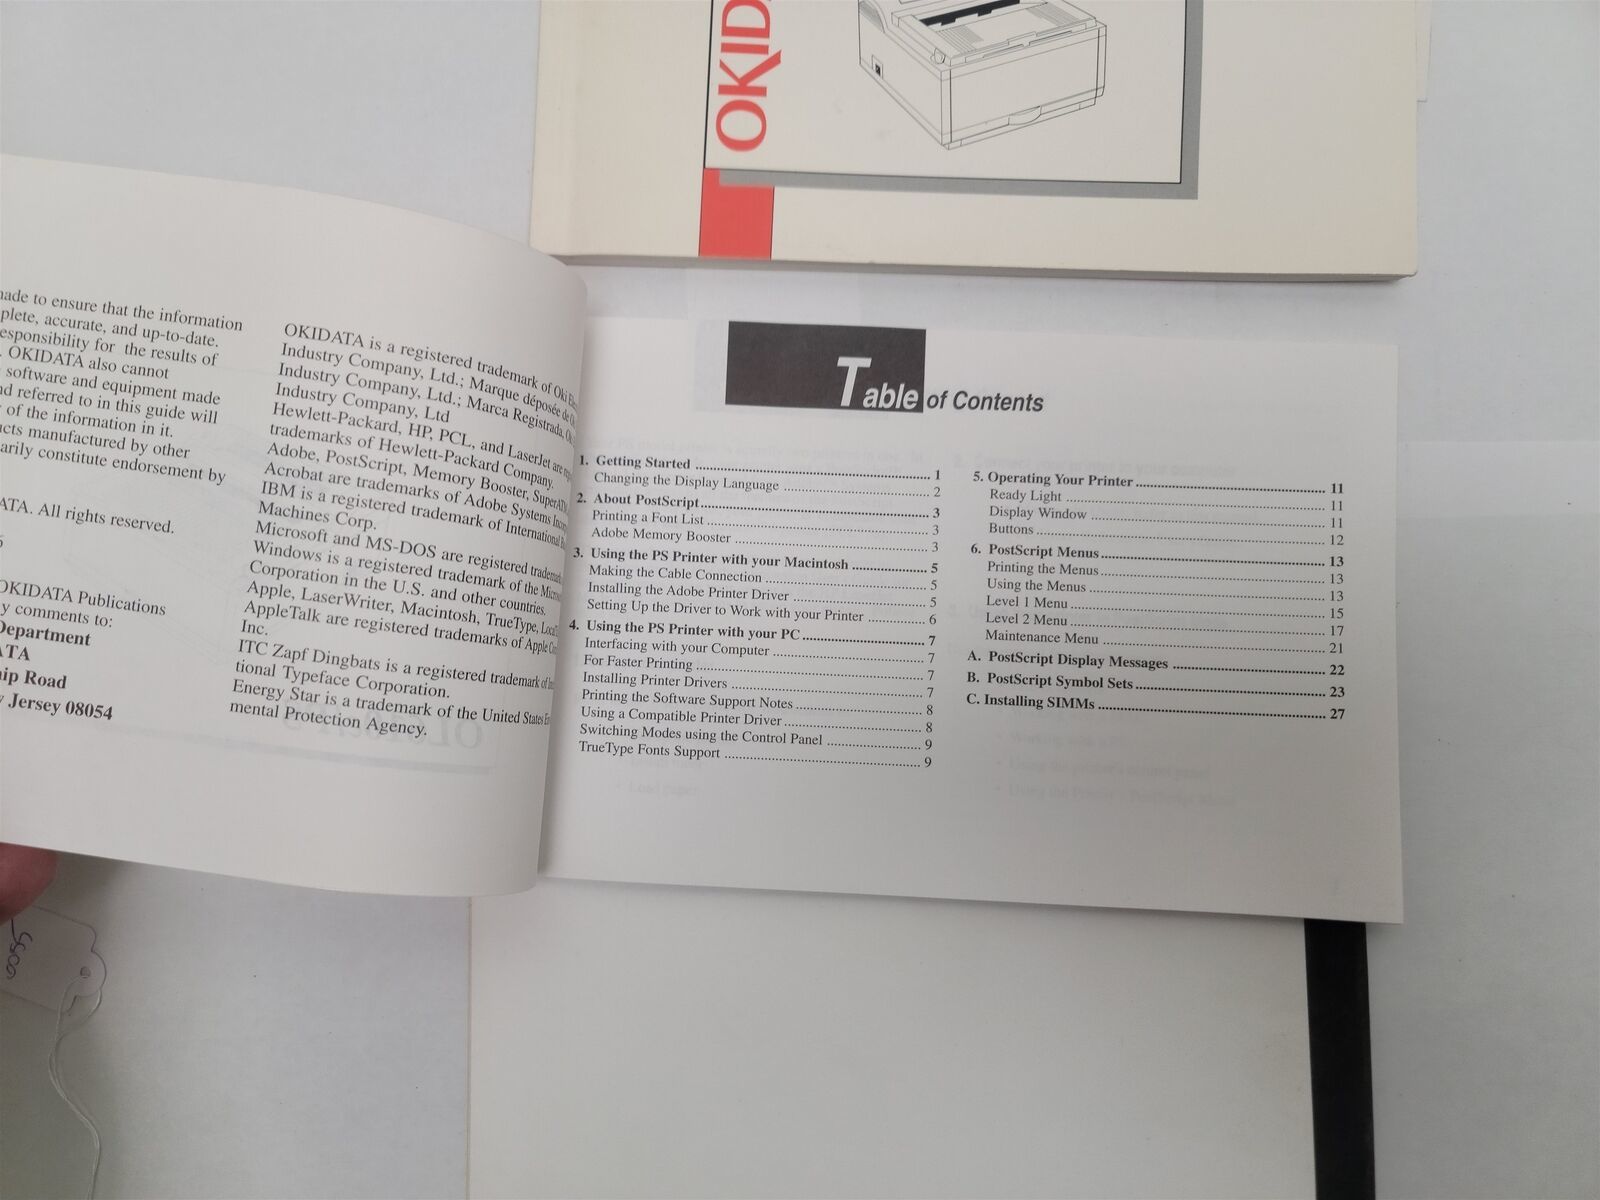 OKID
made to ensure that the information
plete, accurate, and up-to-date.
responsibility for the results of
. OKIDATA also cannot
software and equipment made
nd referred to in this guide will
of the information in it.
ucts manufactured by other
arily constitute endorsement by
ATA. All rights reserved.
OKIDATA Publications
y comments to:
Department
ATA
hip Road
Jersey 08054
OKIDATA is a registered trademark of Oki
Industry Company, Ltd.; Marque déposée de
Industry Company, Ltd.; Marca Registrada,
Industry Company, Ltd
Hewlett-Packard, HP, PCL, and LaserJet are
trademarks of Hewlett-Packard Company.
Adobe, PostScript, Memory Booster,
Acrobat are trademarks of Adobe Systems
IBM is a registered trademark of International
Machines Corp.
Microsoft and MS-DOS are registered
Windows is a registered trademark of the
Corporation in the U.S. and other countries.
Apple, LaserWriter, Macintosh, TrueType,
AppleTalk are registered trademarks of Apple
Inc.
ITC Zapf Dingbats is a registered trademark of
tional Typeface Corporation.
Energy Star is a trademark of the United States
mental Protection Agency.
Table of Contents
1. Getting Started 1
Changing the Display Language 2
2. About PostScript 3
Printing a Font List 3
Adobe Memory Booster 3
3. Using the PS Printer with your Macintosh 5
Making the Cable Connection 5
Installing the Adobe Printer Driver 5
Setting Up the Driver to Work with your Printer 6
4. Using the PS Printer with your PC 7
Interfacing with your Computer 7
For Faster Printing 7
Installing Printer Drivers 7
Printing the Software Support Notes 8
Using a Compatible Printer Driver 8
Switching Modes using the Control Panel 9
TrueType Fonts Support 9
5. Operating Your Printer 11
Ready Light 11
Display Window 11
Buttons 12
6. PostScript Menus 13
Printing the Menus 13
Using the Menus 13
Level 1 Menu 15
Level 2 Menu 17
Maintenance Menu 21
A. PostScript Display Messages 22
B. PostScript Symbol Sets 23
C. Installing SIMMs 27